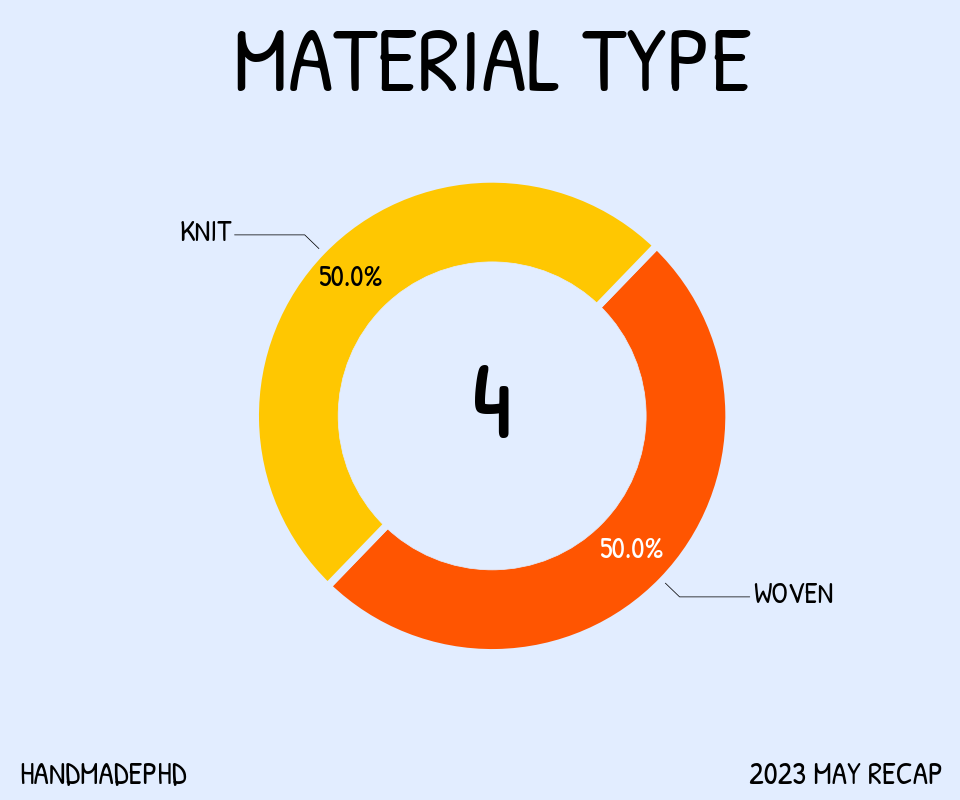 MATERIAL TYPE
KNIT
50.0%
4
50.0%
WOVEN
HANDMADEPHD
2023 MAY RECAP